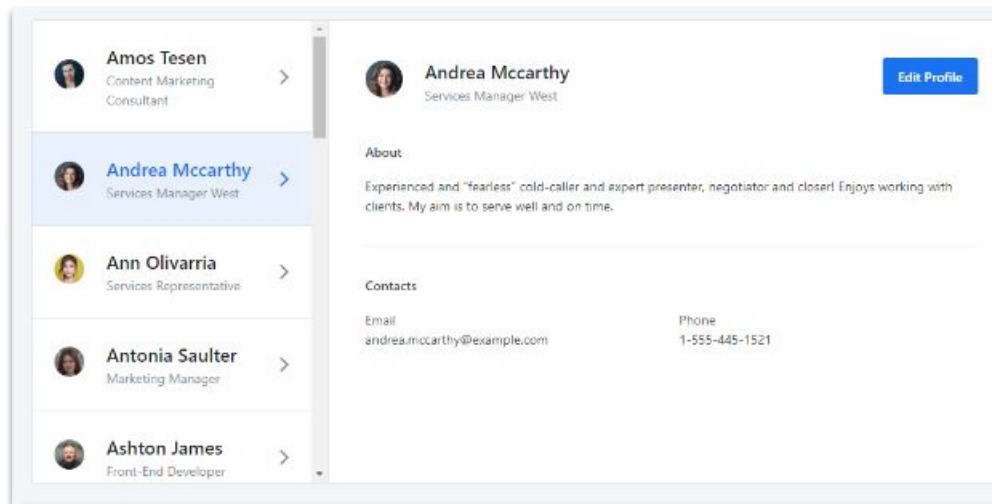 Amos Tesen
Content Marketing
Consultant
Andrea Mccarthy
Services Manager West
Ann Olivarria
Services Representative
Antonia Saulter
Marketing Manager
Ashton James
Front-End Developer
Andrea Mccarthy
Services Manager West
Edit Profile
About
Experienced and "fearless" cold-caller and expert presenter, negotiator and closer! Enjoys working with
clients. My aim is to serve well and on time.
Contacts
Email
andrea.mccarthy@example.com
Phone
1-555-445-1521